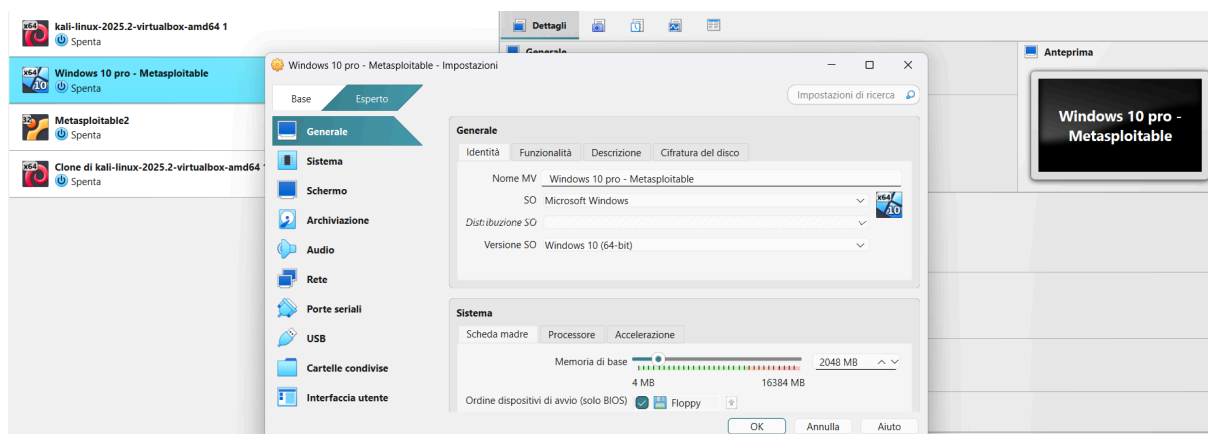 kali-linux-2025.2-virtualbox-amd64 1
Spenta
Windows 10 pro - Metasploitable
Spenta
Metasploitable2
Spenta
Clone di kali-linux-2025.2-virtualbox-amd64 1
Spenta
Dettagli
Generale
Anteprima
Windows 10 pro -
Metasploitable
Windows 10 pro - Metasploitable - Impostazioni
Base
Esperto
Impostazioni di ricerca
Generale
Sistema
Schermo
Archiviazione
Audio
Rete
Porte seriali
USB
Cartelle condivise
Interfaccia utente
Generale
Identità Funzionalità Descrizione Cifratura del disco
Nome MV Windows 10 pro - Metasploitable
SO Microsoft Windows
Distribuzione SO
Versione SO Windows 10 (64-bit)
Sistema
Scheda madre Processore Accelerazione
Memoria di base 2048 MB
4 MB 16384 MB
Ordine dispositivi di avvio (solo BIOS) Floppy
OK Annulla Aiuto